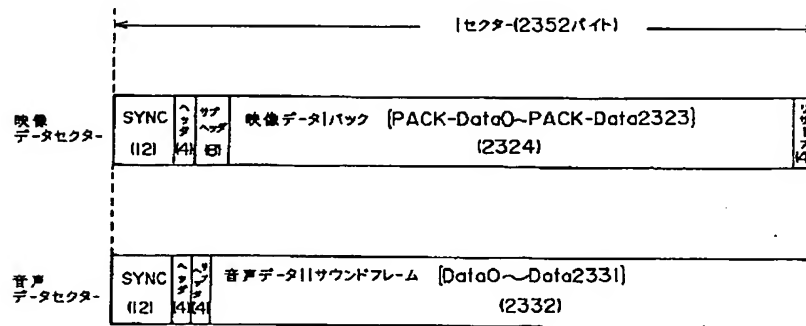 1セクター(2352バイト)
映像
データセクター
SYNC
(12)
ヘッダ
(4)
サブ
ヘッダ
(8)
映像データ1パック [PACK-Data0~PACK-Data2323]
(2324)
(4)
音声
データセクター
SYNC
(12)
ヘッダ
(4)
サブヘッダ
(4)
音声データ11サウンドフレーム [Data0~Data2331]
(2332)